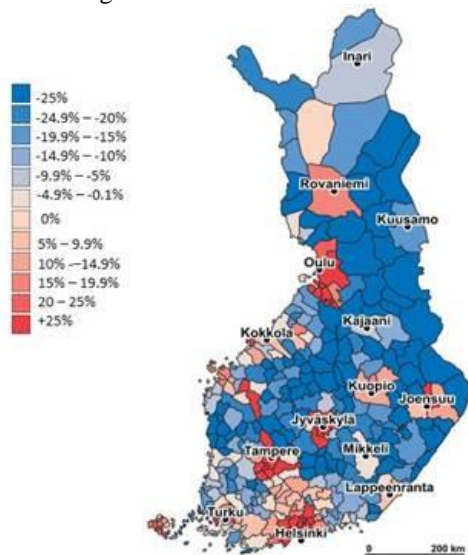 Inari
-25%
-24.9% – -20%
-19.9% – -15%
-14.9% – -10%
-9.9% – -5%
-4.9% – -0.1%
0%
5% – 9.9%
10% -–14.9%
15% – 19.9%
20 – 25%
+25%
Rovaniemi
Kuusamo
Oulu
Kajaani
Kokkola
Kuopio
Joensuu
Jyväskylä
Mikkeli
Tampere
Lappeenranta
Turku
Helsinki
0 200 km